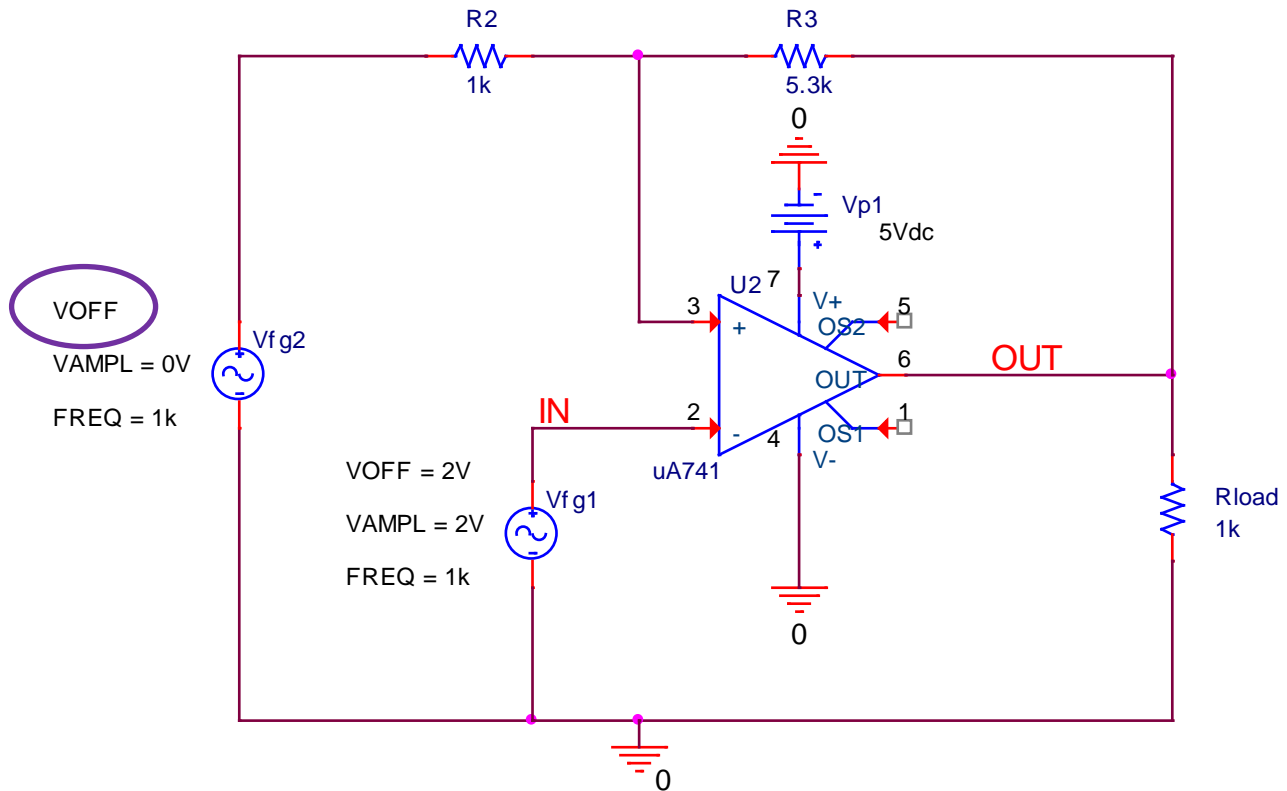 R2
1k
R3
5.3k
0
-
Vp1
5Vdc
+
VOFF
VAMPL = 0V
FREQ = 1k
+
Vfg2
-
U2
7
V+
3
+
5
OS2
6
OUT
OUT
IN
2
-
4
1
OS1
V-
uA741
VOFF = 2V
VAMPL = 2V
FREQ = 1k
+
Vfg1
-
Rload
1k
0
0